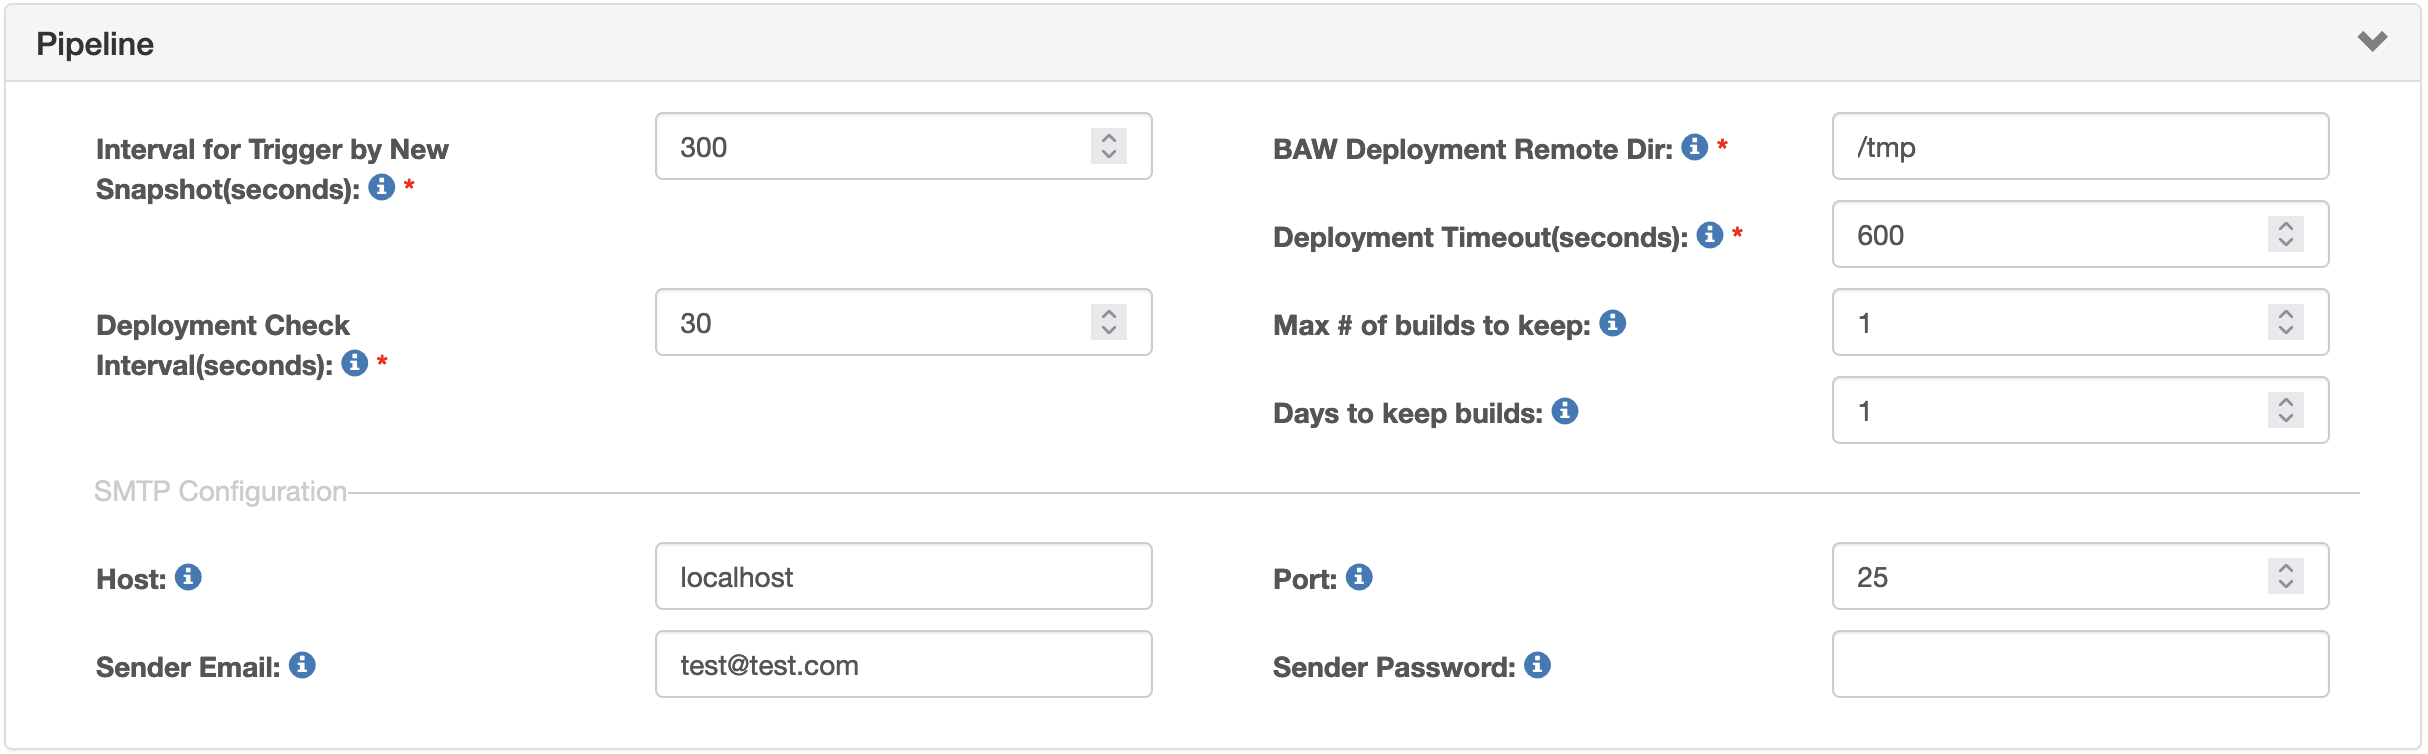 Pipeline
Interval for Trigger by New
Snapshot(seconds): *
300
BAW Deployment Remote Dir: *
/tmp
Deployment Timeout(seconds): *
600
Deployment Check
Interval(seconds): *
30
Max # of builds to keep:
1
Days to keep builds:
1
SMTP Configuration
Host:
localhost
Port:
25
Sender Email:
test@test.com
Sender Password: